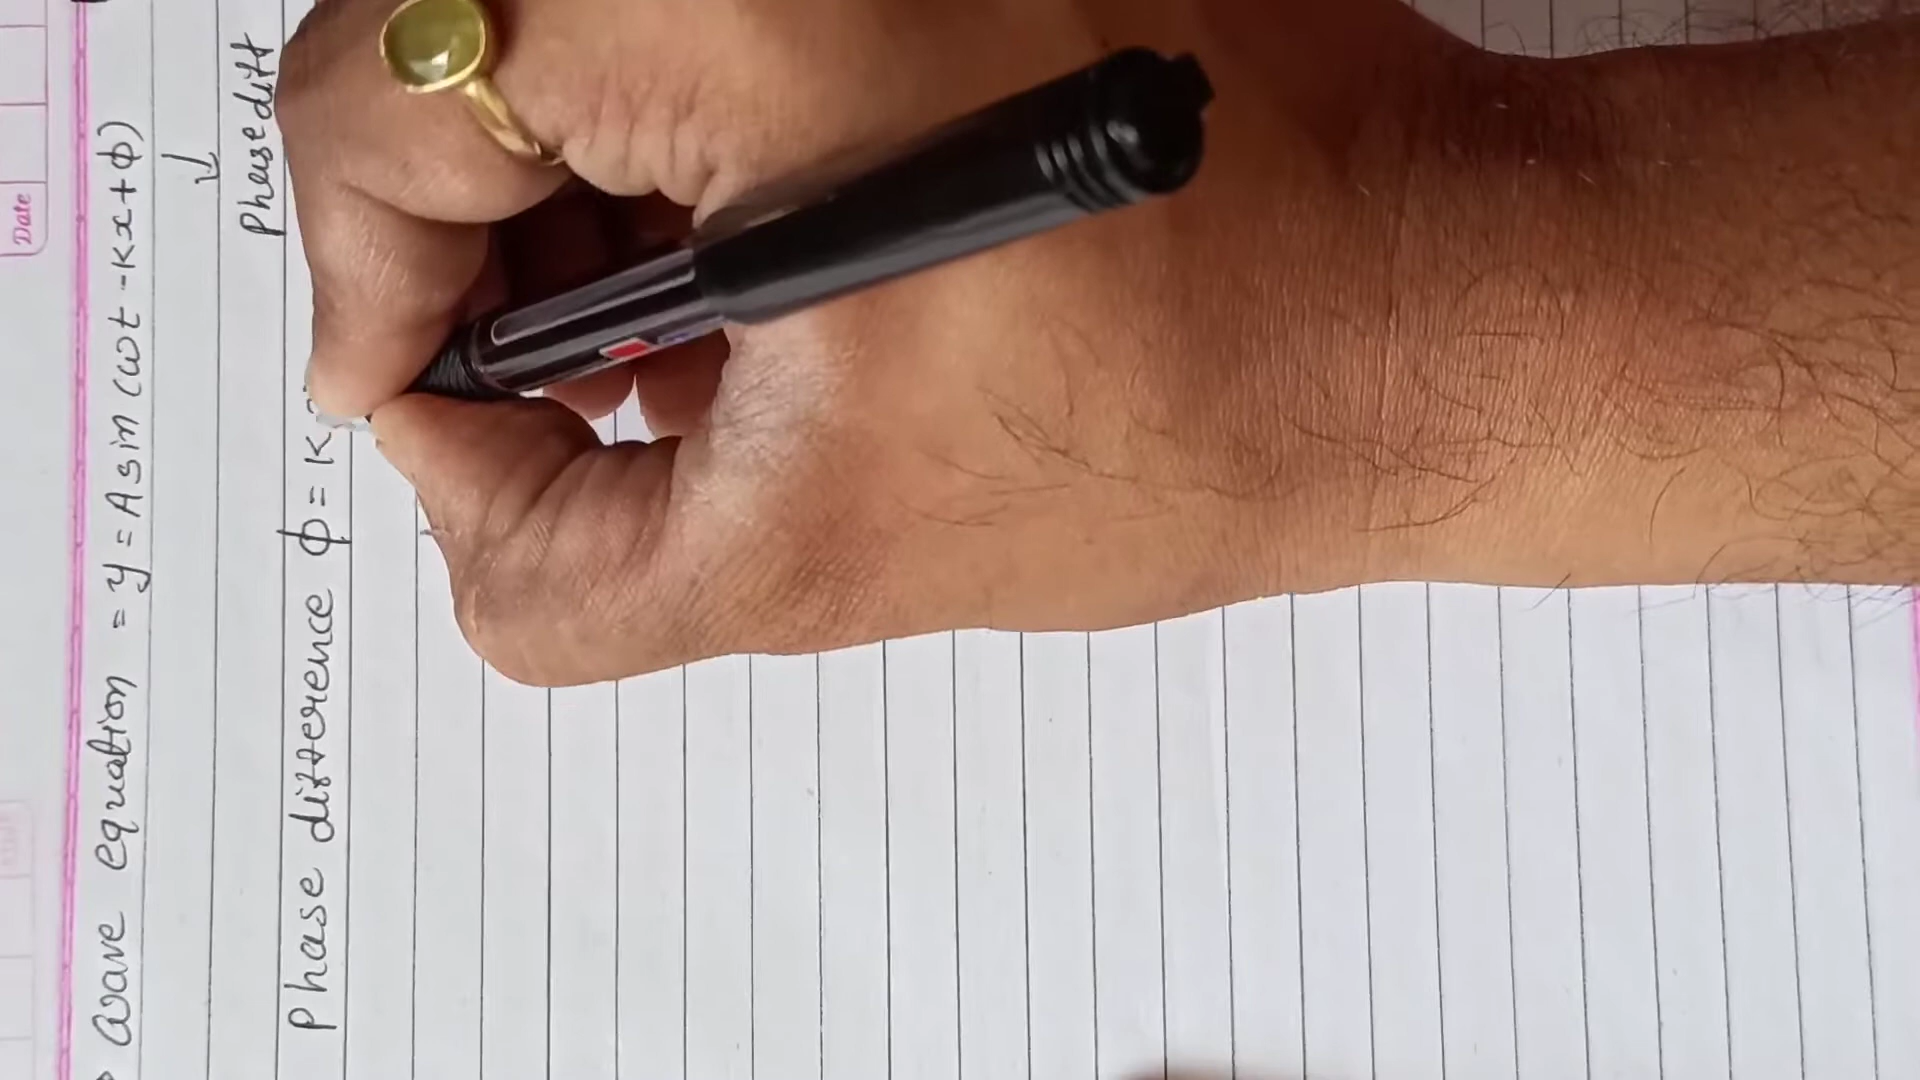 Date
wave equation = y = A sin (ωt - kx + ϕ)
↓
Phase diff
Phase difference ϕ = k